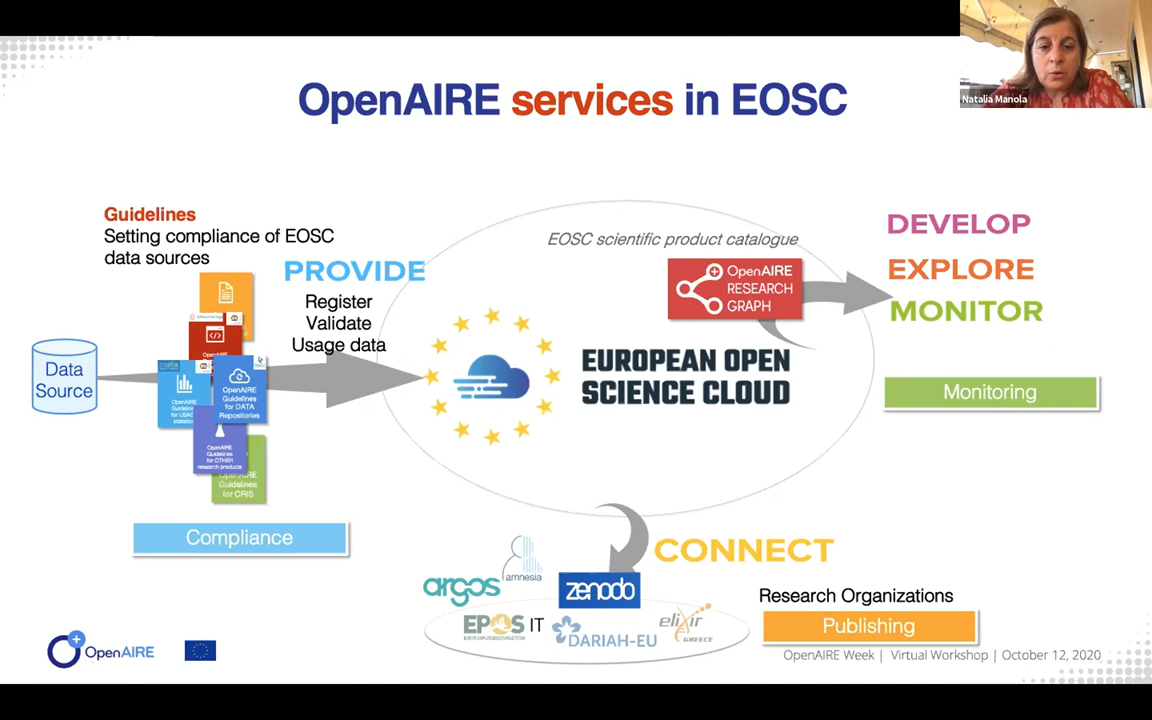 Natalia Manola
OpenAIRE services in EOSC
Guidelines
Setting compliance of EOSC
data sources
PROVIDE
Register
Validate
Usage data
Data
Source
OpenAIRE
Guidelines
for DATA
Repositories
OpenAIRE
Guidelines
OpenAIRE
Guidelines
for OTHER
research products
Guidelines
for CRIS
Compliance
EOSC scientific product catalogue
OpenAIRE
RESEARCH
GRAPH
EUROPEAN OPEN
SCIENCE CLOUD
DEVELOP
EXPLORE
MONITOR
Monitoring
CONNECT
argos
amnesia
zenodo
EPOS IT
DARIAH-EU
elixir
GREECE
Research Organizations
Publishing
OpenAIRE
OpenAIRE Week | Virtual Workshop | October 12, 2020